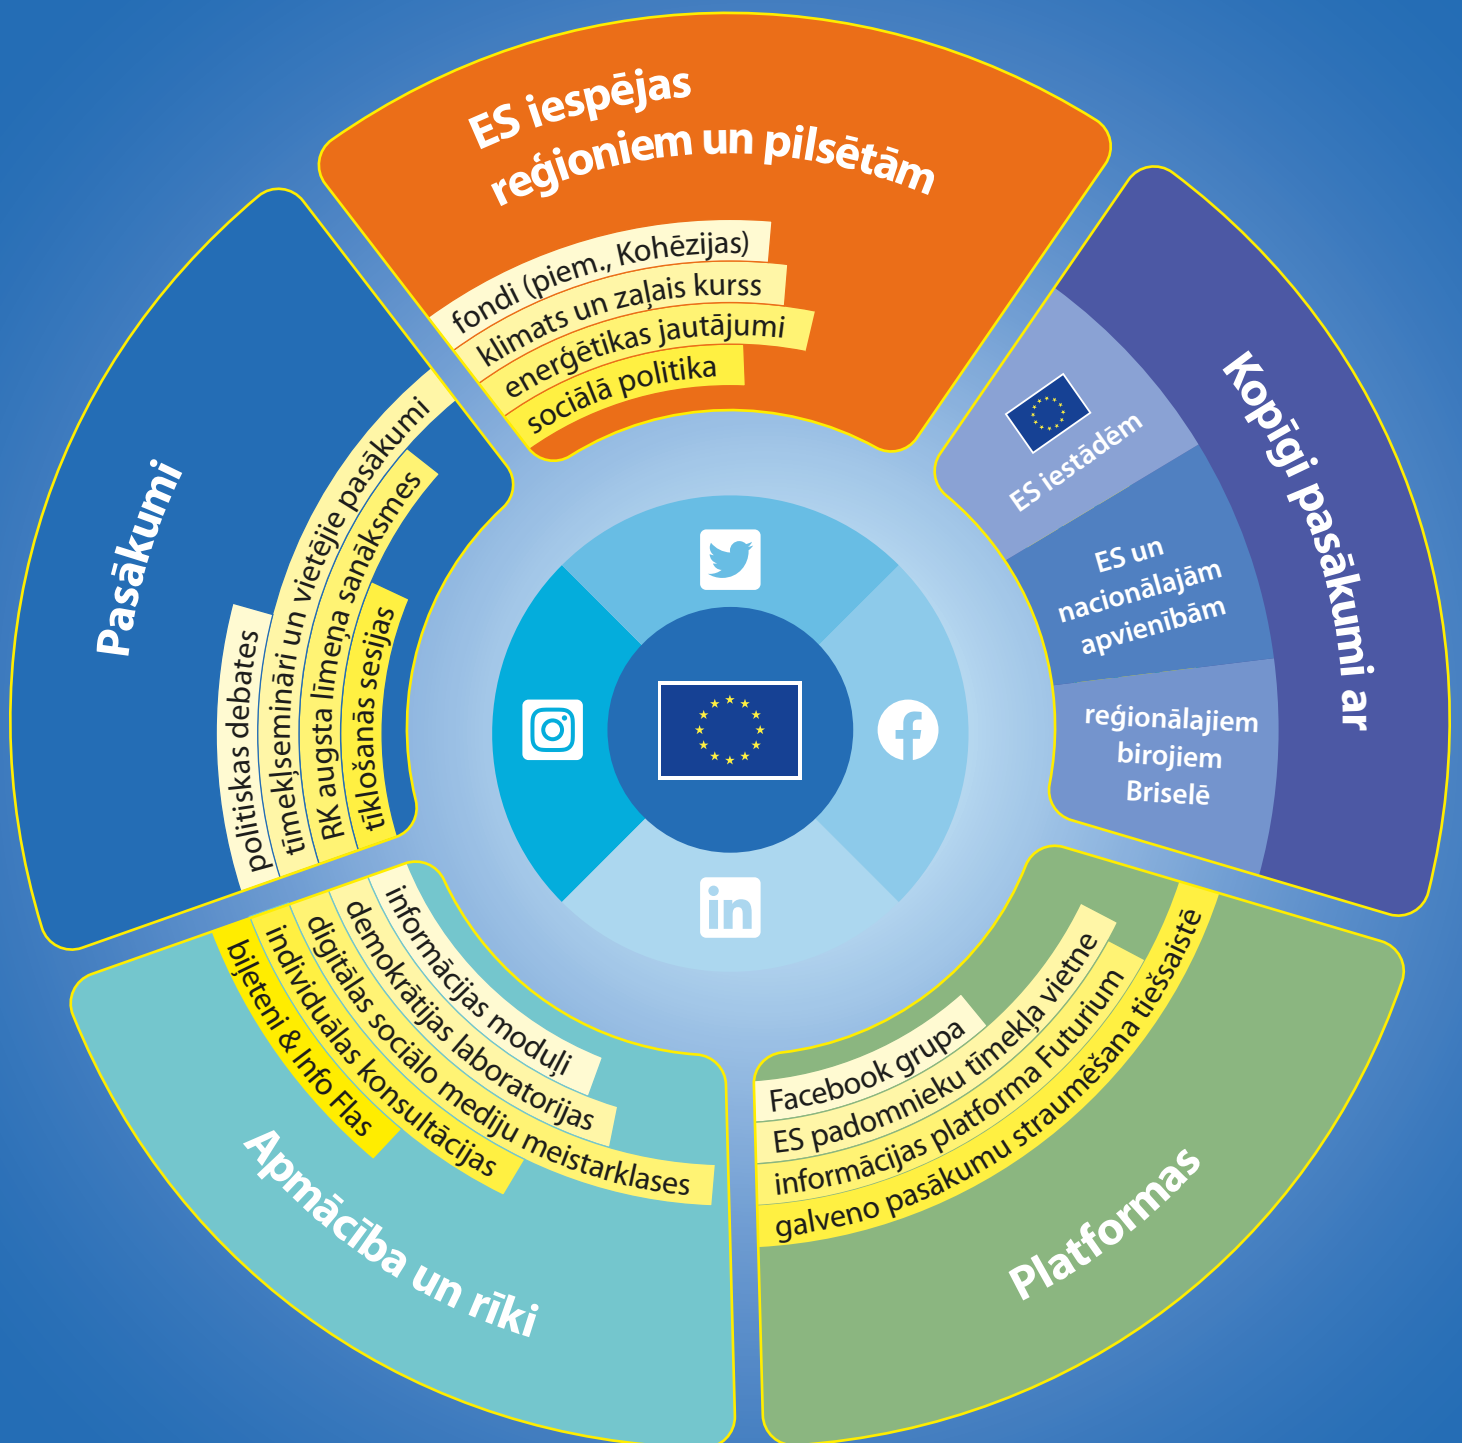 ES iespējas
reģioniem un pilsētām
fondi (piem., Kohēzijas)
klimats un zaļais kurss
enerģētikas jautājumi
sociālā politika
Kopīgi pasākumi ar
ES iestādēm
ES un
nacionālajām
apvienībām
reģionālajiem
birojiem
Briselē
Platformas
Facebook grupa
ES padomnieku tīmekļa vietne
informācijas platforma Futurium
galveno pasākumu straumēšana tiešsaistē
Apmācība un rīki
informācijas moduļi
demokrātijas laboratorijas
digitālas sociālo mediju meistarklases
individuālas konsultācijas
biļeteni & Info Flas
Pasākumi
politiskas debates
tīmekļsemināri un vietējie pasākumi
RK augsta līmeņa sanāksmes
tīklošanās sesijas
in